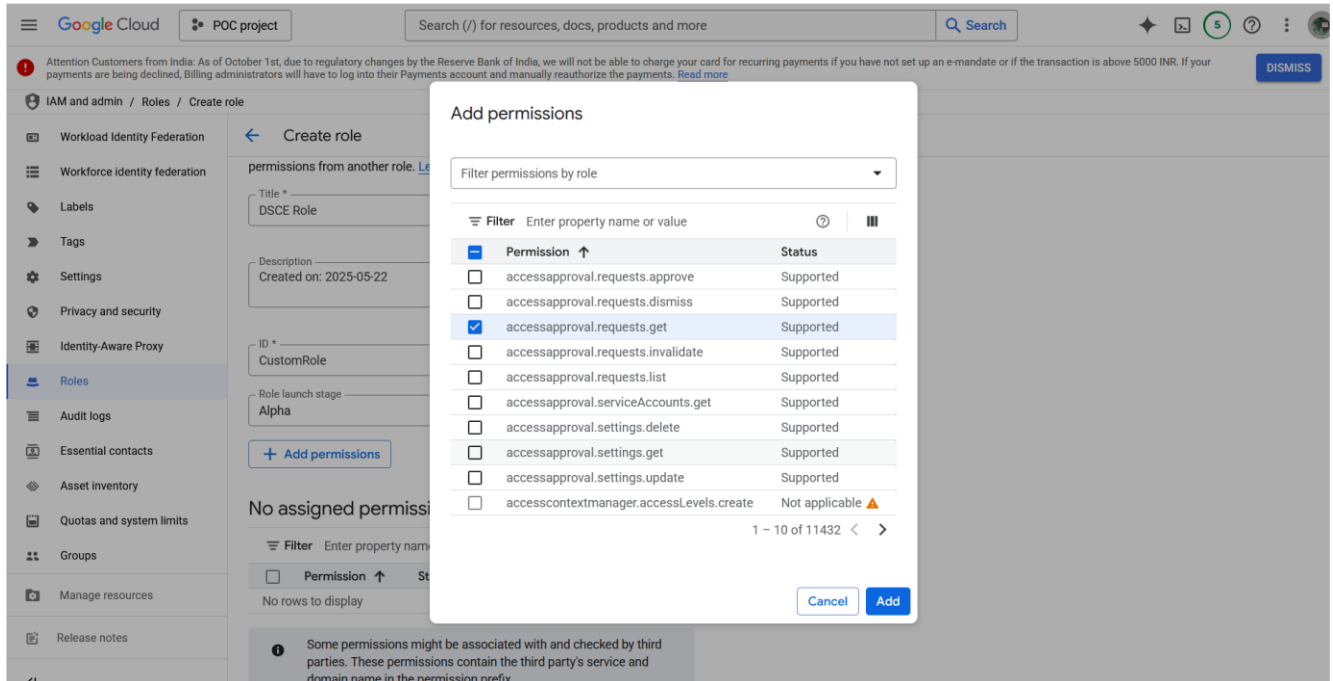 Google Cloud
POC project
Search (/) for resources, docs, products and more
Search
5
Attention Customers from India: As of October 1st, due to regulatory changes by the Reserve Bank of India, we will not be able to charge your card for recurring payments if you have not set up an e-mandate or if the transaction is above 5000 INR. If your
payments are being declined, Billing administrators will have to log into their Payments account and manually reauthorize the payments. Read more
DISMISS
IAM and admin / Roles / Create role
Workload Identity Federation
Workforce identity federation
Labels
Tags
Settings
Privacy and security
Identity-Aware Proxy
Roles
Audit logs
Essential contacts
Asset inventory
Quotas and system limits
Groups
Manage resources
Release notes
Create role
permissions from another role. Le
Title *
DSCE Role
Description
Created on: 2025-05-22
ID *
CustomRole
Role launch stage
Alpha
Add permissions
No assigned permissi
Filter Enter property nam
Permission St
No rows to display
Some permissions might be associated with and checked by third
parties. These permissions contain the third party's service and
domain name in the permission prefix.
Add permissions
Filter permissions by role
Filter Enter property name or value
Permission Status
accessapproval.requests.approve Supported
accessapproval.requests.dismiss Supported
accessapproval.requests.get Supported
accessapproval.requests.invalidate Supported
accessapproval.requests.list Supported
accessapproval.serviceAccounts.get Supported
accessapproval.settings.delete Supported
accessapproval.settings.get Supported
accessapproval.settings.update Supported
accesscontextmanager.accessLevels.create Not applicable
1 – 10 of 11432
Cancel
Add